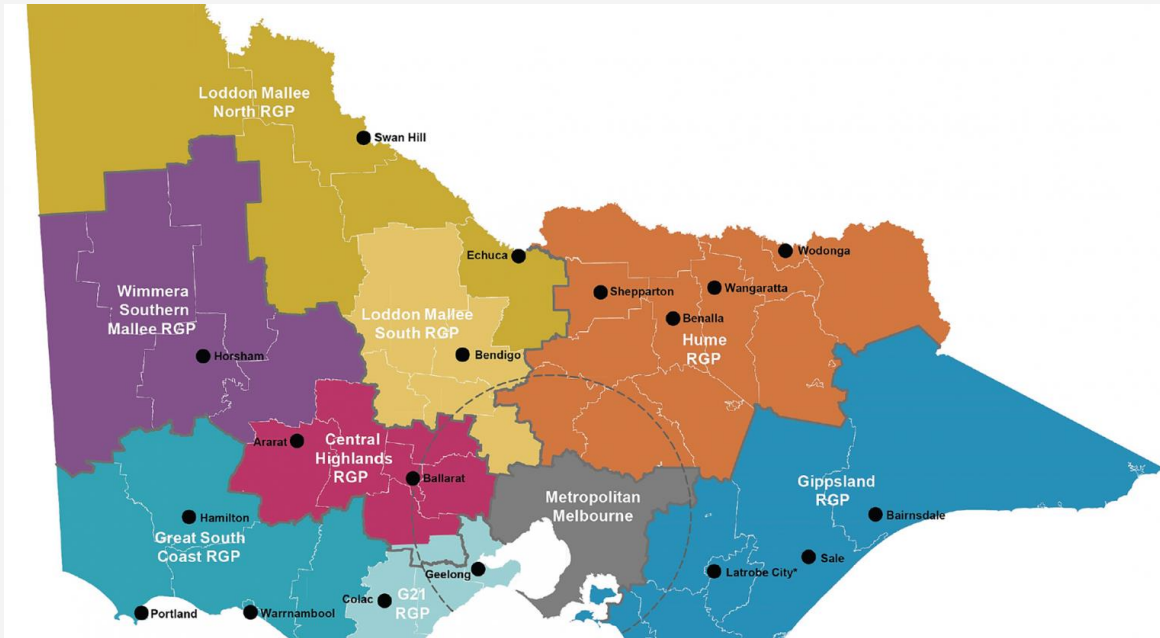 Loddon Mallee
North RGP
Swan Hill
Echuca
Wodonga
Shepparton
Wangaratta
Benalla
Hume
RGP
Wimmera
Southern
Mallee RGP
Horsham
Loddon Mallee
South RGP
Bendigo
Ararat
Central
Highlands
RGP
Ballarat
Metropolitan
Melbourne
Gippsland
RGP
Bairnsdale
Hamilton
Great South
Coast RGP
Sale
Latrobe City*
Geelong
Colac
G21
RGP
Portland
Warrnambool